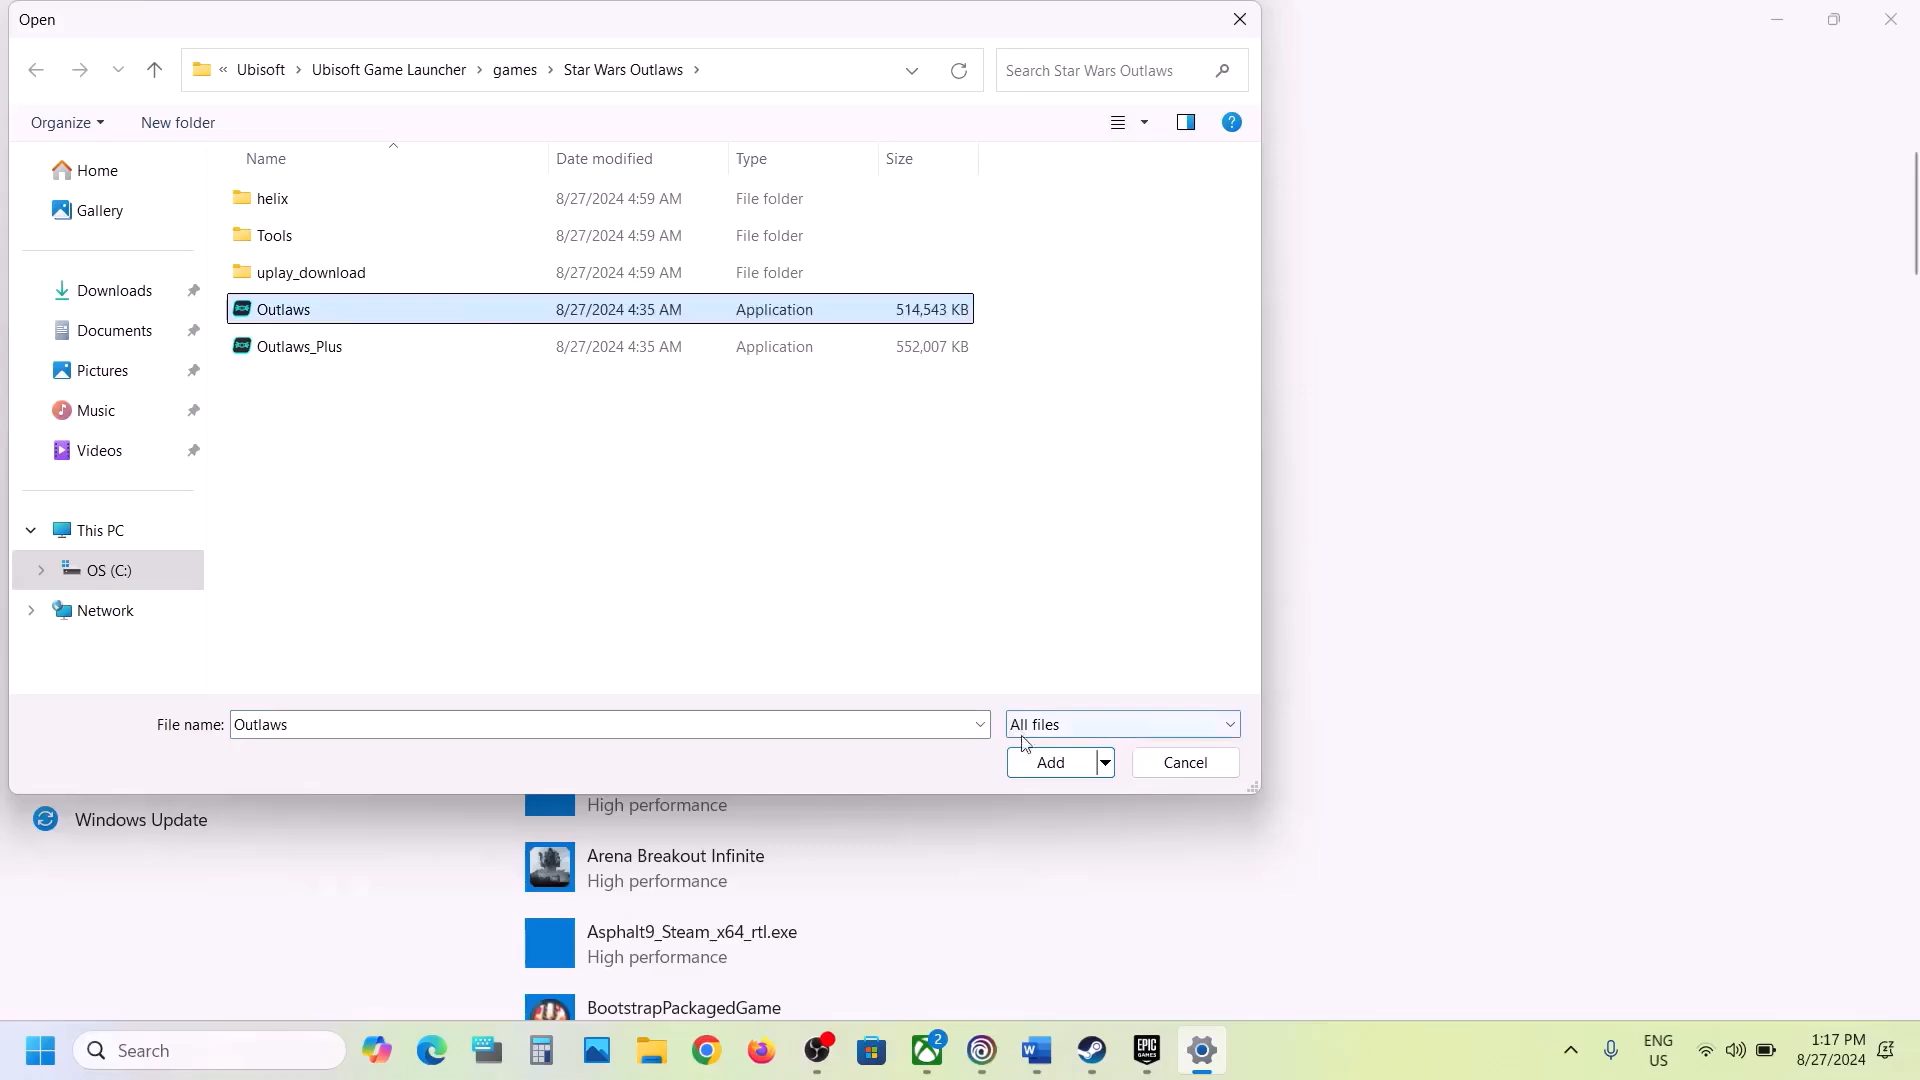 Open
« Ubisoft › Ubisoft Game Launcher › games › Star Wars Outlaws ›
Search Star Wars Outlaws
Organize
New folder
?
Name Date modified Type Size
Home
Gallery
Downloads
Documents
Pictures
Music
Videos
This PC
OS (C:)
Network
helix 8/27/2024 4:59 AM File folder
Tools 8/27/2024 4:59 AM File folder
uplay_download 8/27/2024 4:59 AM File folder
Outlaws 8/27/2024 4:35 AM Application 514,543 KB
Outlaws_Plus 8/27/2024 4:35 AM Application 552,007 KB
File name: Outlaws
All files
Add
Cancel
Windows Update
High performance
Arena Breakout Infinite
High performance
Asphalt9_Steam_x64_rtl.exe
High performance
BootstrapPackagedGame
Search
2
W
EPIC
GAMES
ENG
US
1:17 PM
8/27/2024